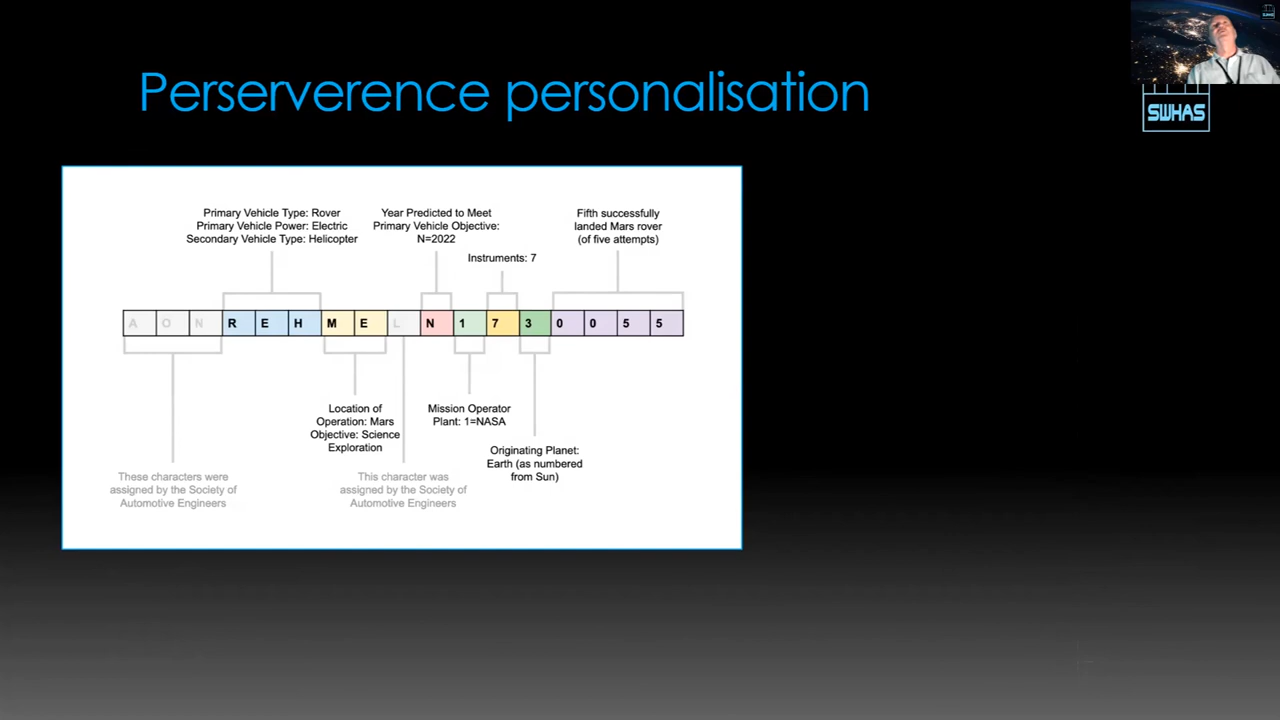 Perserverence personalisation
SWHAS
Primary Vehicle Type: Rover
Primary Vehicle Power: Electric
Secondary Vehicle Type: Helicopter
Year Predicted to Meet
Primary Vehicle Objective:
N=2022
Instruments: 7
Fifth successfully
landed Mars rover
(of five attempts)
A O N R E H M E L N 1 7 3 0 0 5 5
Location of
Operation: Mars
Objective: Science
Exploration
Mission Operator
Plant: 1=NASA
Originating Planet:
Earth (as numbered
from Sun)
These characters were
assigned by the Society of
Automotive Engineers
This character was
assigned by the Society of
Automotive Engineers